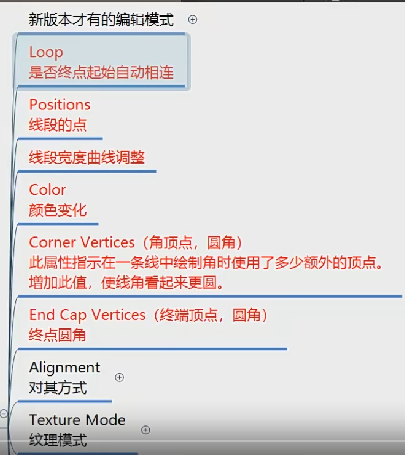 新版本才有的编辑模式
Loop
是否终点起始自动相连
Positions
线段的点
线段宽度曲线调整
Color
颜色变化
Corner Vertices（角顶点，圆角）
此属性指示在一条线中绘制角时使用了多少额外的顶点。
增加此值，使线角看起来更圆。
End Cap Vertices（终端顶点，圆角）
终点圆角
Alignment
对其方式
Texture Mode
纹理模式